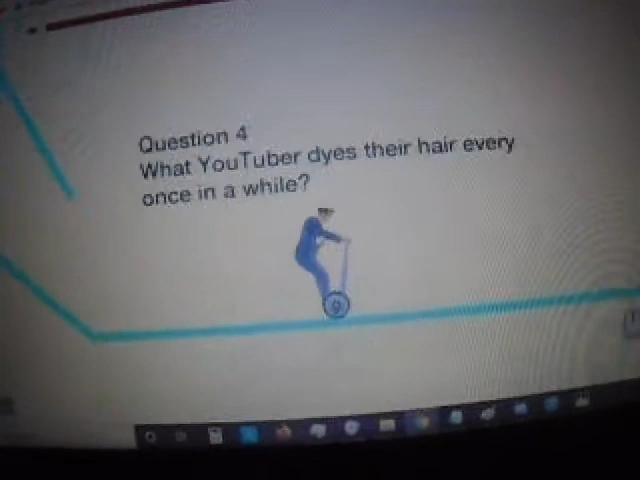 Question 4
What YouTuber dyes their hair every
once in a while?